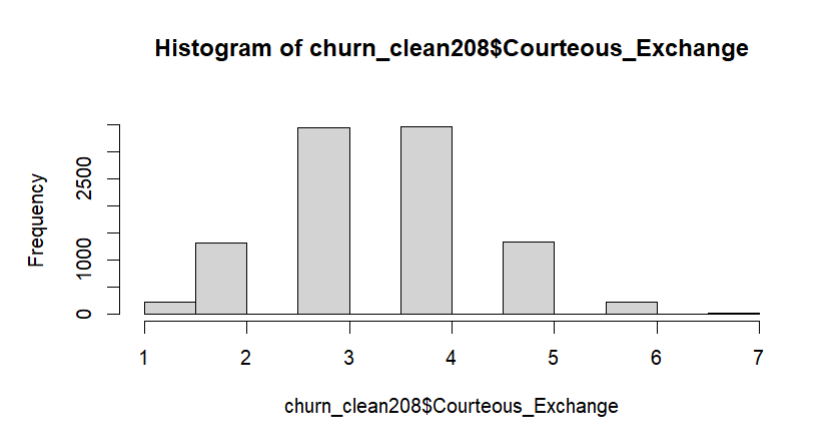 Histogram of churn_clean208$Courteous_Exchange
Frequency
2500
1000
0
1 2 3 4 5 6 7
churn_clean208$Courteous_Exchange